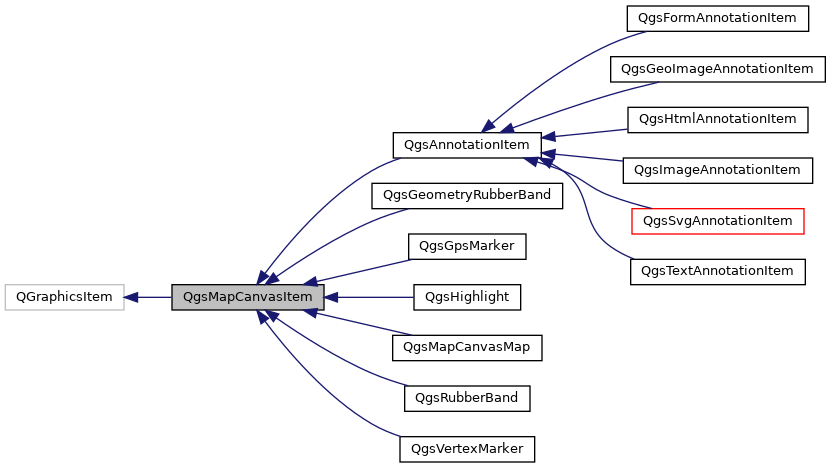 QgsFormAnnotationItem
QgsGeoImageAnnotationItem
QgsHtmlAnnotationItem
QgsAnnotationItem
QgsImageAnnotationItem
QgsGeometryRubberBand
QgsSvgAnnotationItem
QgsGpsMarker
QgsTextAnnotationItem
QGraphicsItem
QgsMapCanvasItem
QgsHighlight
QgsMapCanvasMap
QgsRubberBand
QgsVertexMarker